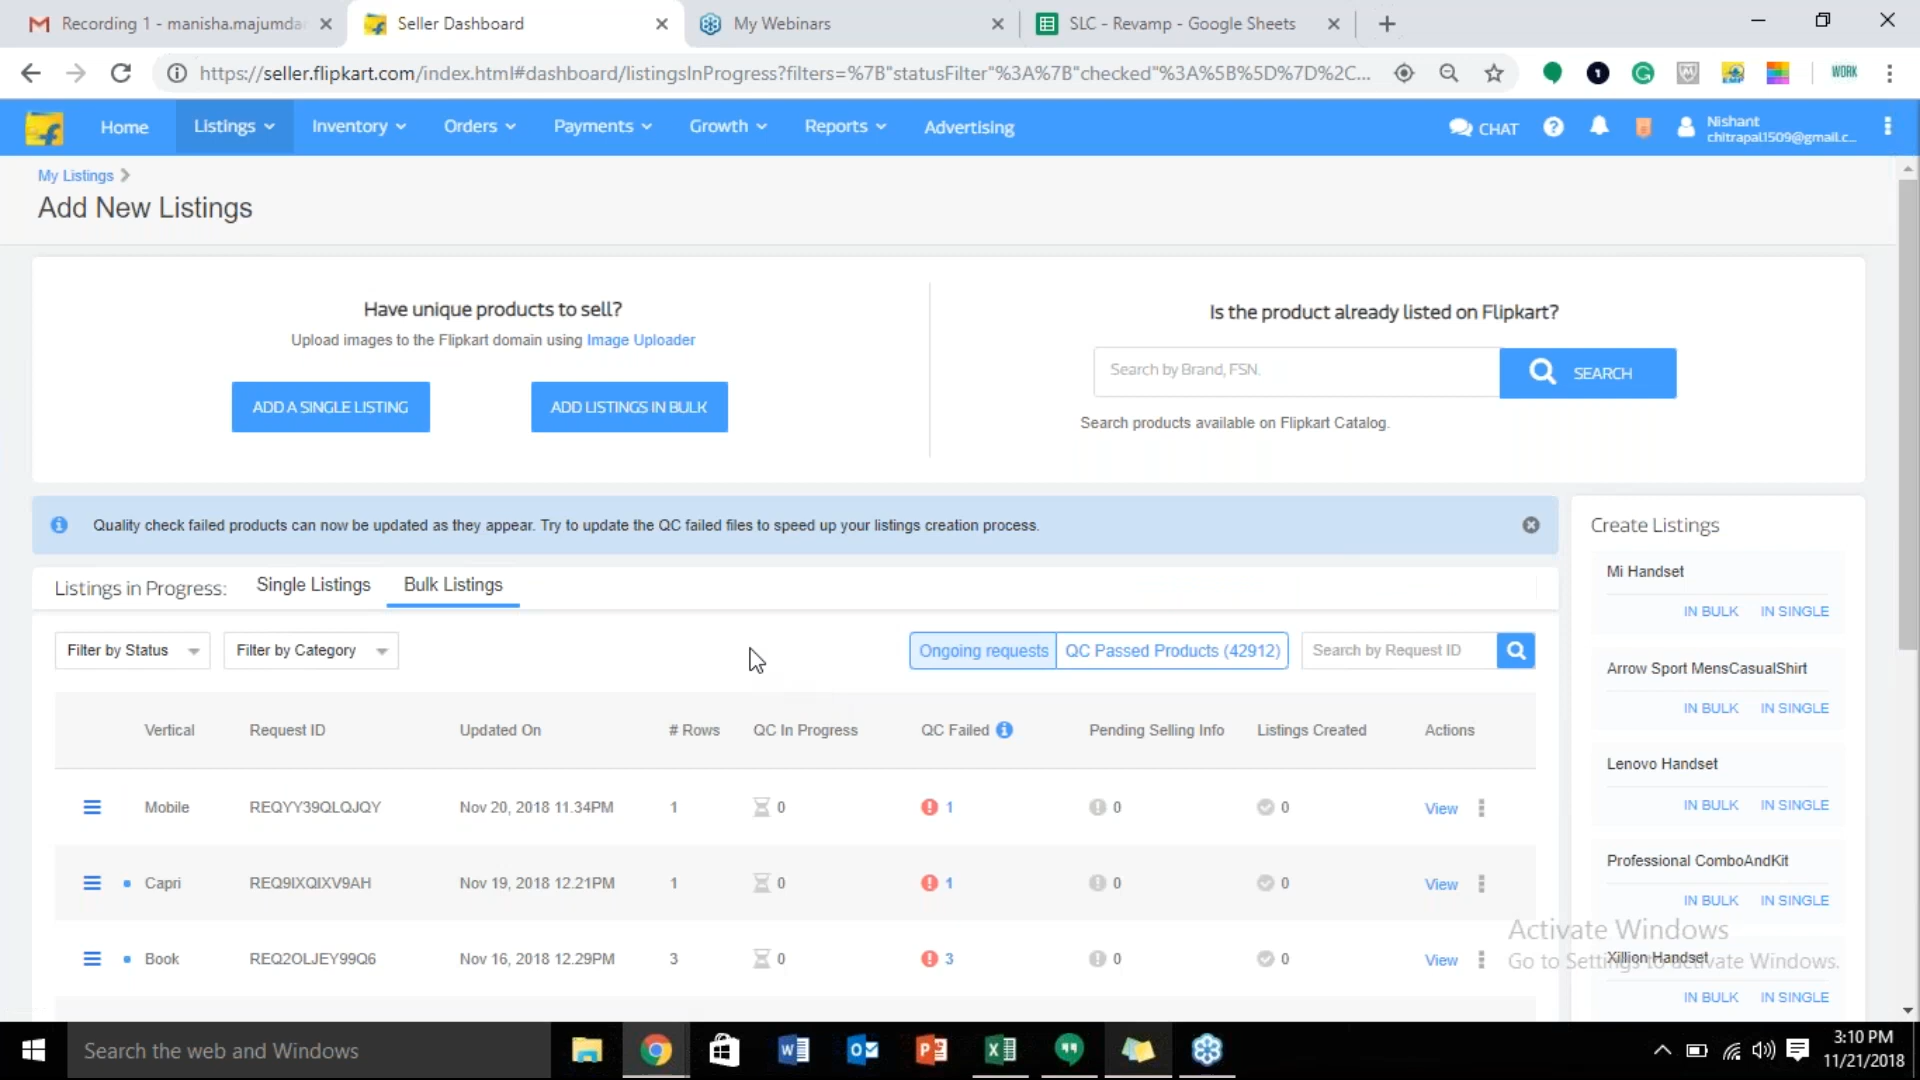 Recording 1 - manisha.majumda
Seller Dashboard
My Webinars
SLC - Revamp - Google Sheets
https://seller.flipkart.com/index.html#dashboard/listingsInProgress?filters=%7B"statusFilter"%3A%7B"checked"%3A%5B%5D%7D%2C...
WORK
Home
Listings
Inventory
Orders
Payments
Growth
Reports
Advertising
CHAT
Nishant
chitrapal1509@gmail.c...
My Listings
Add New Listings
Have unique products to sell?
Upload images to the Flipkart domain using Image Uploader
ADD A SINGLE LISTING
ADD LISTINGS IN BULK
Is the product already listed on Flipkart?
Search by Brand, FSN.
SEARCH
Search products available on Flipkart Catalog.
Quality check failed products can now be updated as they appear. Try to update the QC failed files to speed up your listings creation process.
Listings in Progress:
Single Listings
Bulk Listings
Filter by Status
Filter by Category
Ongoing requests
QC Passed Products (42912)
Search by Request ID
Vertical Request ID Updated On # Rows QC In Progress QC Failed Pending Selling Info Listings Created Actions
Mobile REQYY39QLQJQY Nov 20, 2018 11.34PM 1 0 1 0 0 View
Capri REQ9IXQIXV9AH Nov 19, 2018 12.21PM 1 0 1 0 0 View
Book REQ2OLJEY99Q6 Nov 16, 2018 12.29PM 3 0 3 0 0 View
Create Listings
Mi Handset
IN BULK IN SINGLE
Arrow Sport MensCasualShirt
IN BULK IN SINGLE
Lenovo Handset
IN BULK IN SINGLE
Professional ComboAndKit
IN BULK IN SINGLE
Xillion Handset
IN BULK IN SINGLE
Activate Windows
Go to Settings to activate Windows.
Search the web and Windows
3:10 PM
11/21/2018